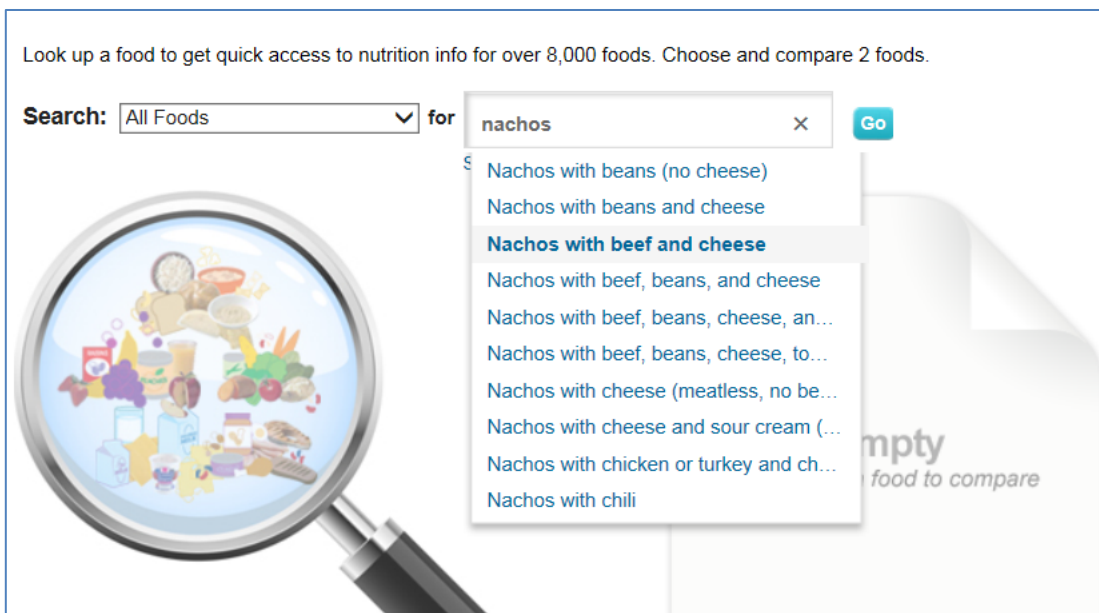 Look up a food to get quick access to nutrition info for over 8,000 foods. Choose and compare 2 foods.
Search: All Foods for nachos × Go
S
Nachos with beans (no cheese)
Nachos with beans and cheese
Nachos with beef and cheese
Nachos with beef, beans, and cheese
Nachos with beef, beans, cheese, an...
Nachos with beef, beans, cheese, to...
Nachos with cheese (meatless, no be...
Nachos with cheese and sour cream (...
Nachos with chicken or turkey and ch...
Nachos with chili
mpty
food to compare